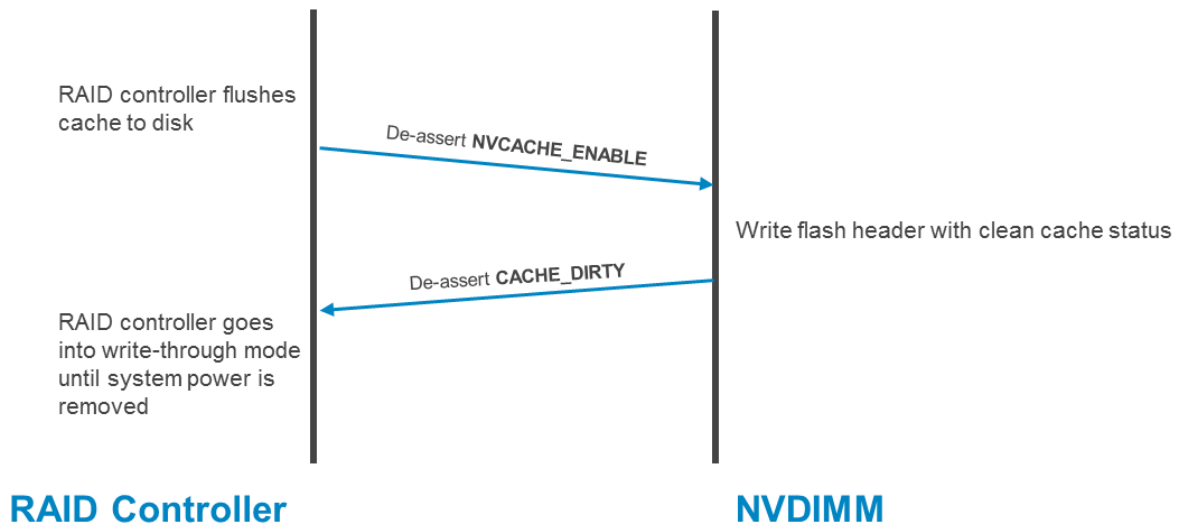 RAID controller flushes
cache to disk
De-assert NVCACHE_ENABLE
Write flash header with clean cache status
De-assert CACHE_DIRTY
RAID controller goes
into write-through mode
until system power is
removed
RAID Controller
NVDIMM